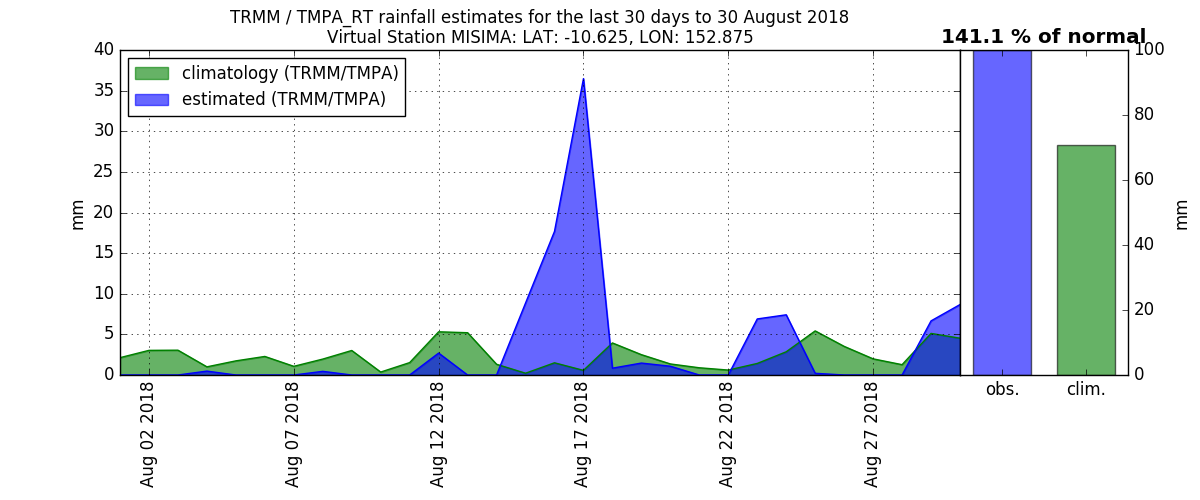 TRMM / TMPA_RT rainfall estimates for the last 30 days to 30 August 2018
Virtual Station MISIMA: LAT: -10.625, LON: 152.875
141.1 % of normal
climatology (TRMM/TMPA)
estimated (TRMM/TMPA)
40
35
30
25
20
15
10
5
0
mm
Aug 02 2018
Aug 07 2018
Aug 12 2018
Aug 17 2018
Aug 22 2018
Aug 27 2018
obs.
clim.
100
80
60
40
20
0
mm